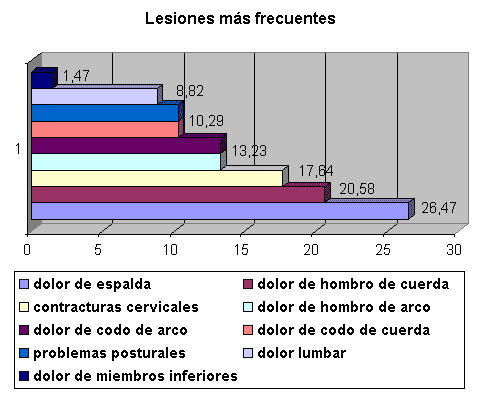 Lesiones más frecuentes
1,47
8,82
10,29
13,23
17,64
20,58
26,47
1
0 5 10 15 20 25 30
dolor de espalda dolor de hombro de cuerda
contracturas cervicales dolor de hombro de arco
dolor de codo de arco dolor de codo de cuerda
problemas posturales dolor lumbar
dolor de miembros inferiores